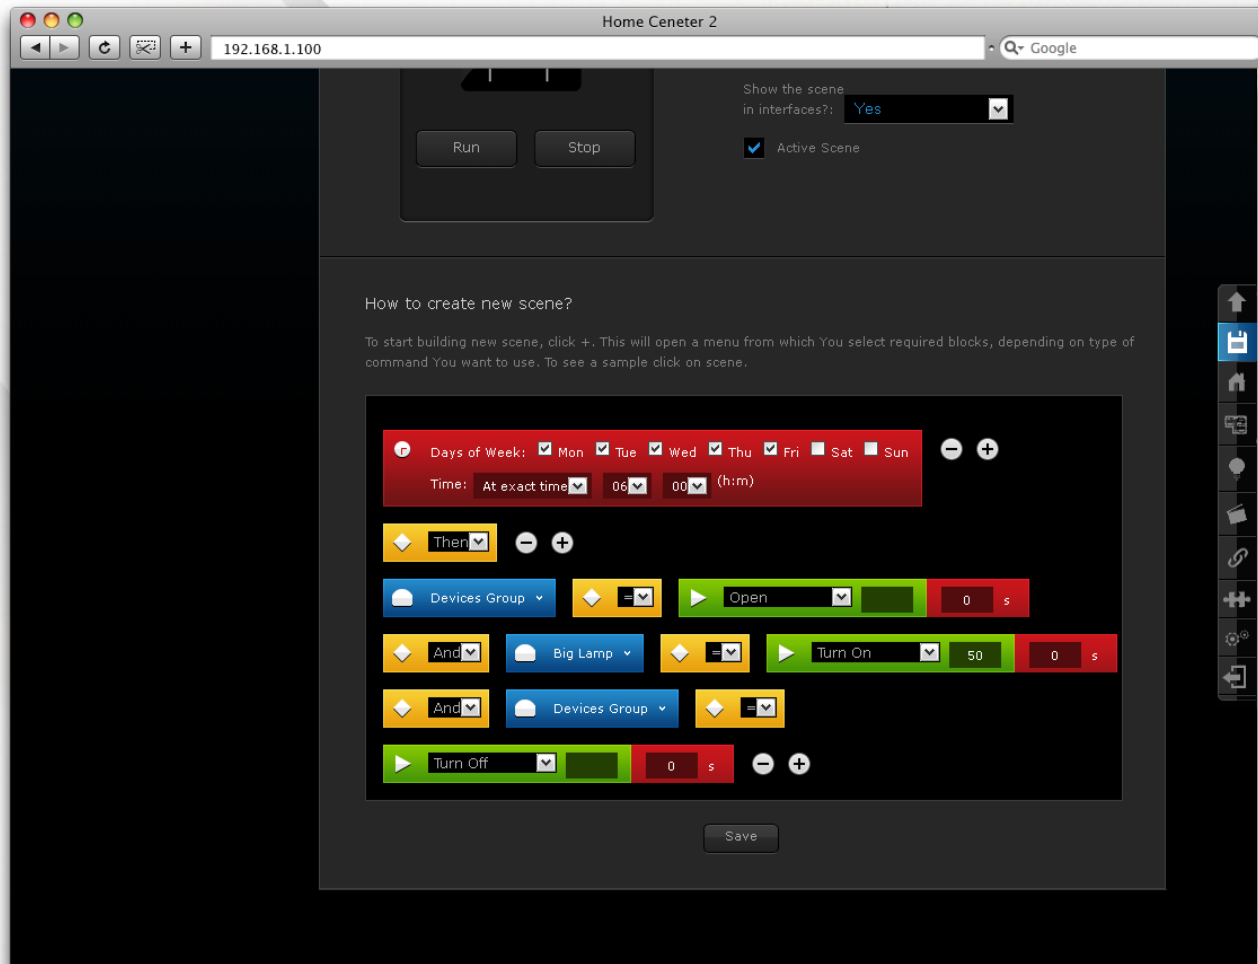 Home Ceneter 2
192.168.1.100
Google
Show the scene
in interfaces?: Yes
Run Stop
Active Scene
How to create new scene?
To start building new scene, click +. This will open a menu from which You select required blocks, depending on type of
command You want to use. To see a sample click on scene.
Days of Week: Mon Tue Wed Thu Fri Sat Sun
Time: At exact time 06 00 (h:m)
Then
Devices Group = Open 0 s
And Big Lamp = Turn On 50 0 s
And Devices Group =
Turn Off 0 s
Save